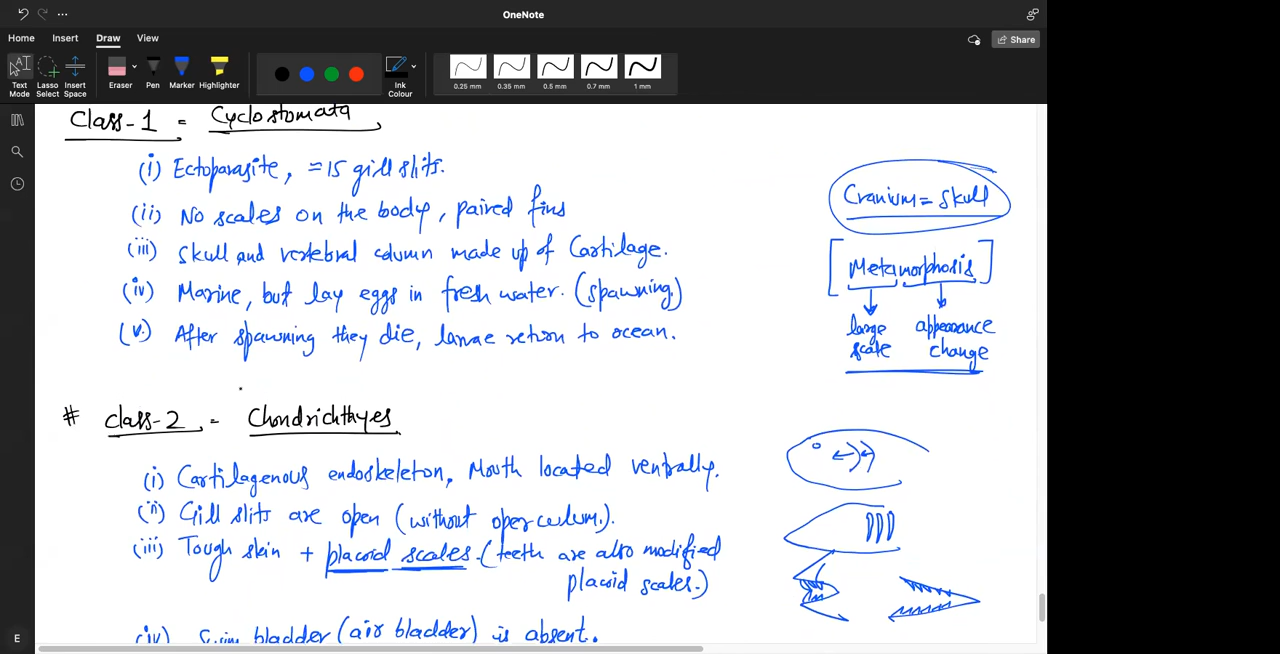 OneNote
Home Insert Draw View
Share
Text Mode
Lasso Select
Insert Space
Eraser
Pen
Marker
Highlighter
Ink Colour
0.25 mm
0.35 mm
0.5 mm
0.7 mm
1 mm
Class-1 = Cyclostomata
(i) Ectoparasite, =15 gill slits.
(ii) No scales on the body, paired fins
(iii) Skull and vertebral column made up of Cartilage.
(iv) Marine, but lay eggs in fresh water. (spawning.)
(v.) After spawning they die, larvae return to ocean.
Cranium = Skull
[Metamorphosis]
large scale
appearance change
# class-2 = Chondrichthyes
(i) Cartilagenous endoskeleton, Mouth located ventrally.
(ii) Gill slits are open (without operculum.).
(iii) Tough skin + placoid scales. (teeth are also modified
placoid scales.)
(iv) Swim bladder (air bladder) is absent.
E